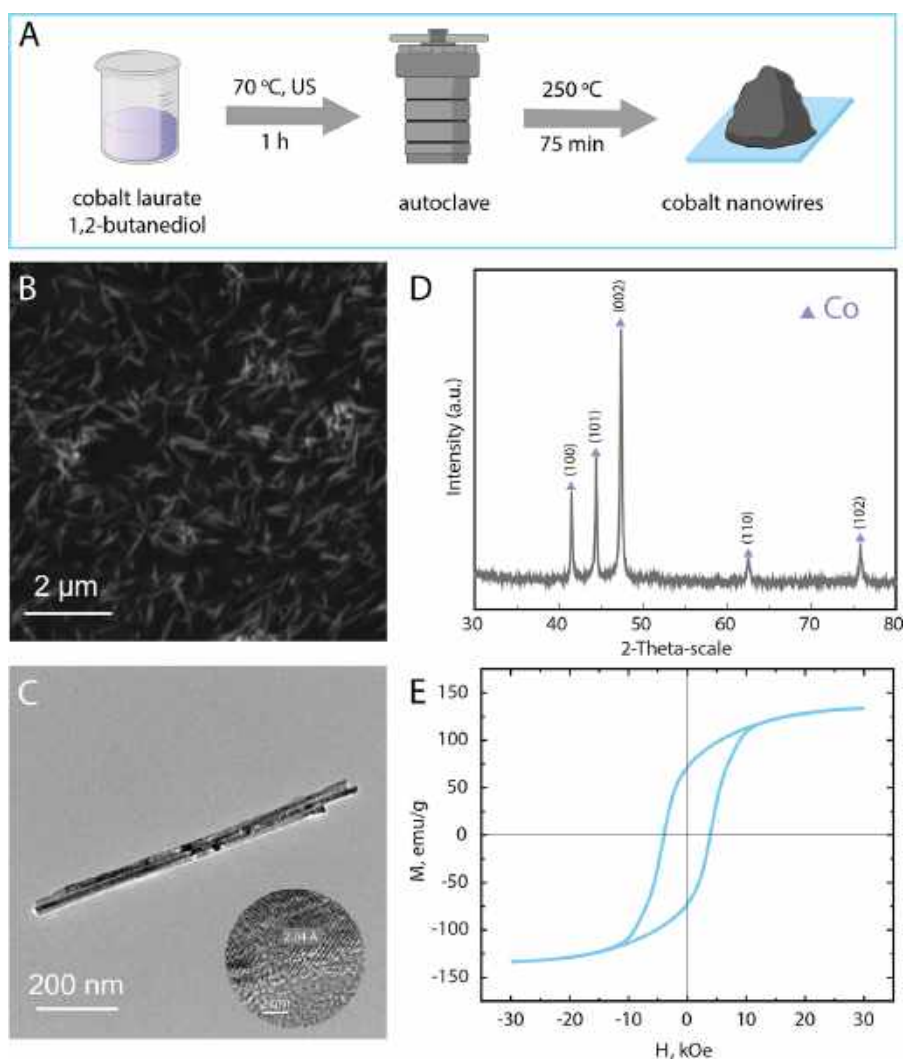 A
70 °C, US
1 h
250 °C
75 min
cobalt laurate
1,2-butanediol
autoclave
cobalt nanowires
B
2 µm
D
▲ Co
(100)
(101)
(002)
(110)
(102)
Intensity (a.u.)
30 40 50 60 70 80
2-Theta-scale
C
2.04 Å
200 nm
E
150
100
50
0
-50
-100
-150
M, emu/g
-30 -20 -10 0 10 20 30
H, kOe